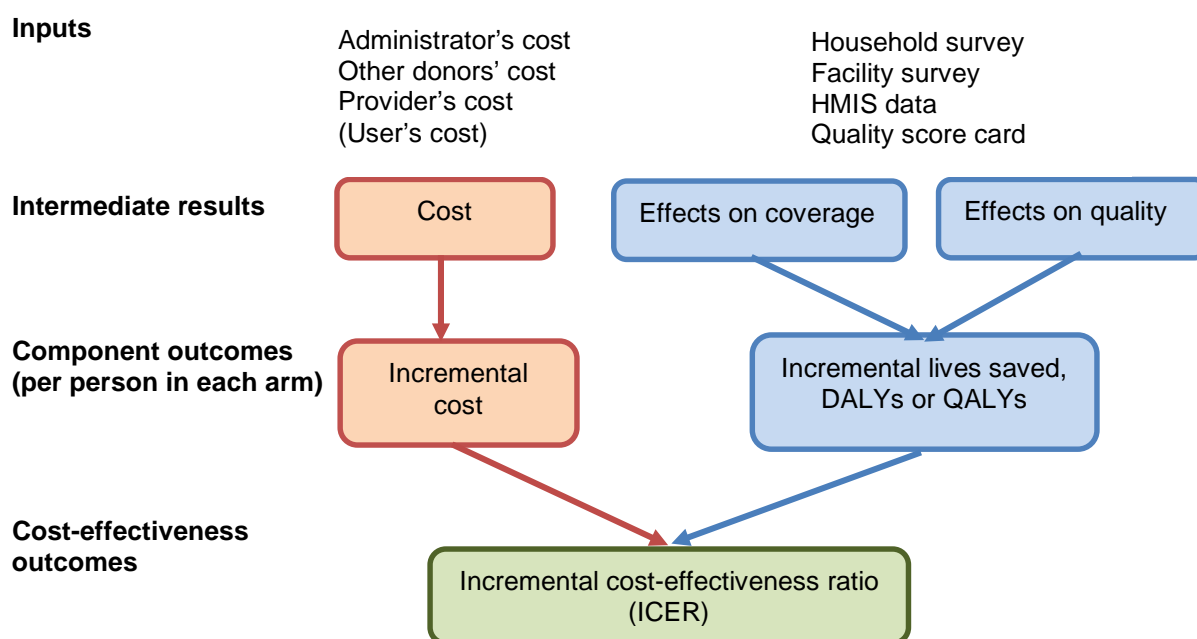 Inputs
Administrator’s cost
Other donors’ cost
Provider’s cost
(User’s cost)
Household survey
Facility survey
HMIS data
Quality score card
Intermediate results
Cost
Effects on coverage
Effects on quality
Component outcomes
(per person in each arm)
Incremental
cost
Incremental lives saved,
DALYs or QALYs
Cost-effectiveness
outcomes
Incremental cost-effectiveness ratio
(ICER)